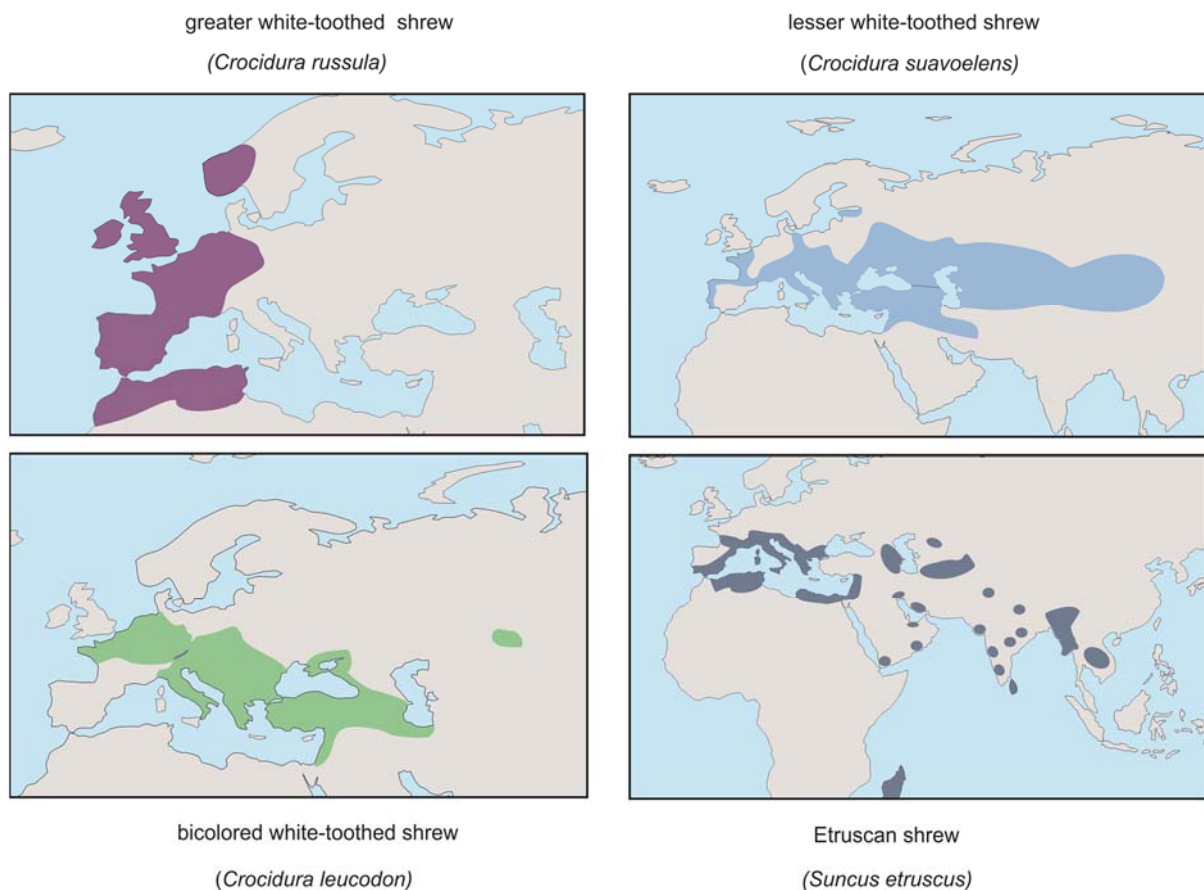 greater white-toothed shrew
(Crocidura russula)
lesser white-toothed shrew
(Crocidura suavoelens)
bicolored white-toothed shrew
(Crocidura leucodon)
Etruscan shrew
(Suncus etruscus)